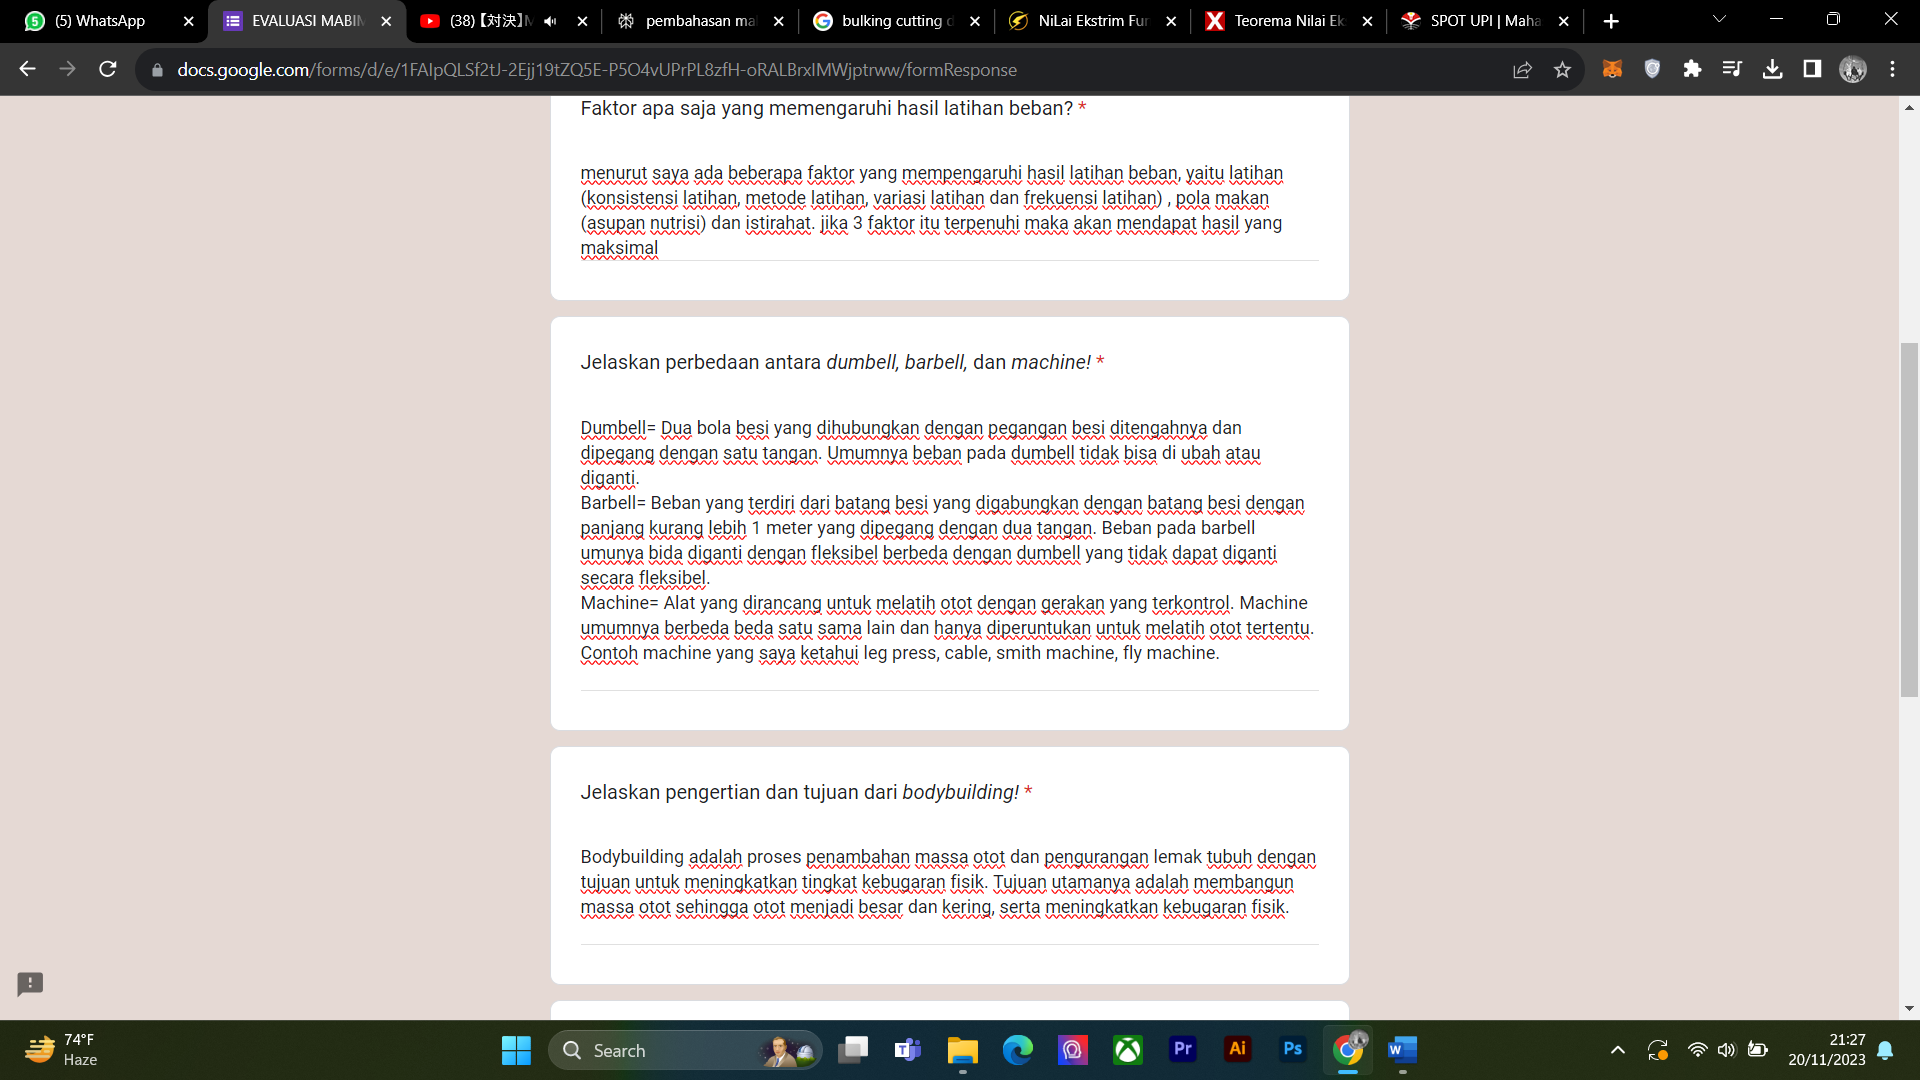 (5) WhatsApp
EVALUASI MABIM
(38)【対決】M
pembahasan ma
bulking cutting d
NiLai Ekstrim Fun
Teorema Nilai Ek
SPOT UPI | Maha
docs.google.com/forms/d/e/1FAIpQLSf2tJ-2Ejj19tZQ5E-P5O4vUPrPL8zfH-oRALBrxIMWjptrww/formResponse
Faktor apa saja yang memengaruhi hasil latihan beban? *
menurut saya ada beberapa faktor yang mempengaruhi hasil latihan beban, yaitu latihan
(konsistensi latihan, metode latihan, variasi latihan dan frekuensi latihan) , pola makan
(asupan nutrisi) dan istirahat. jika 3 faktor itu terpenuhi maka akan mendapat hasil yang
maksimal
Jelaskan perbedaan antara dumbell, barbell, dan machine! *
Dumbell= Dua bola besi yang dihubungkan dengan pegangan besi ditengahnya dan
dipegang dengan satu tangan. Umumnya beban pada dumbell tidak bisa di ubah atau
diganti.
Barbell= Beban yang terdiri dari batang besi yang digabungkan dengan batang besi dengan
panjang kurang lebih 1 meter yang dipegang dengan dua tangan. Beban pada barbell
umunya bida diganti dengan fleksibel berbeda dengan dumbell yang tidak dapat diganti
secara fleksibel.
Machine= Alat yang dirancang untuk melatih otot dengan gerakan yang terkontrol. Machine
umumnya berbeda beda satu sama lain dan hanya diperuntukan untuk melatih otot tertentu.
Contoh machine yang saya ketahui leg press, cable, smith machine, fly machine.
Jelaskan pengertian dan tujuan dari bodybuilding! *
Bodybuilding adalah proses penambahan massa otot dan pengurangan lemak tubuh dengan
tujuan untuk meningkatkan tingkat kebugaran fisik. Tujuan utamanya adalah membangun
massa otot sehingga otot menjadi besar dan kering, serta meningkatkan kebugaran fisik.
74°F
Haze
Search
Pr
Ai
Ps
21:27
20/11/2023